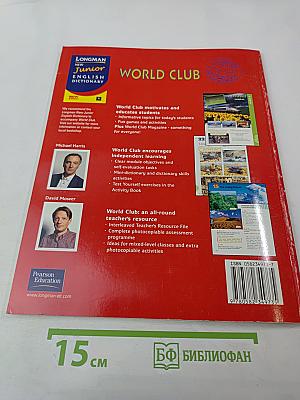 LONGMAN
NEW
Junior
ENGLISH
DICTIONARY
WORLD CLUB
We recommend the
Longman New Junior
English Dictionary to
accompany World Club.
Visit our website for more
information or contact your
local bookshop.
World Club motivates and
educates students
- Informative topics for today's students
- Fun games and activities
Plus World Club Magazine - something
for everyone!
Michael Harris
World Club encourages
independent learning
- Clear module objectives and
self-evaluation tasks
- Mini-dictionary and dictionary skills
activities
- Test Yourself exercises in the
Activity Book
David Mower
World Club: an all-round
teacher's resource
- Interleaved Teacher's Resource File
- Complete photocopiable assessment
programme
- Ideas for mixed-level classes and extra
photocopiable activities
Pearson
Education
www.longman-elt.com
15 см
БФ БИБЛИОФАН